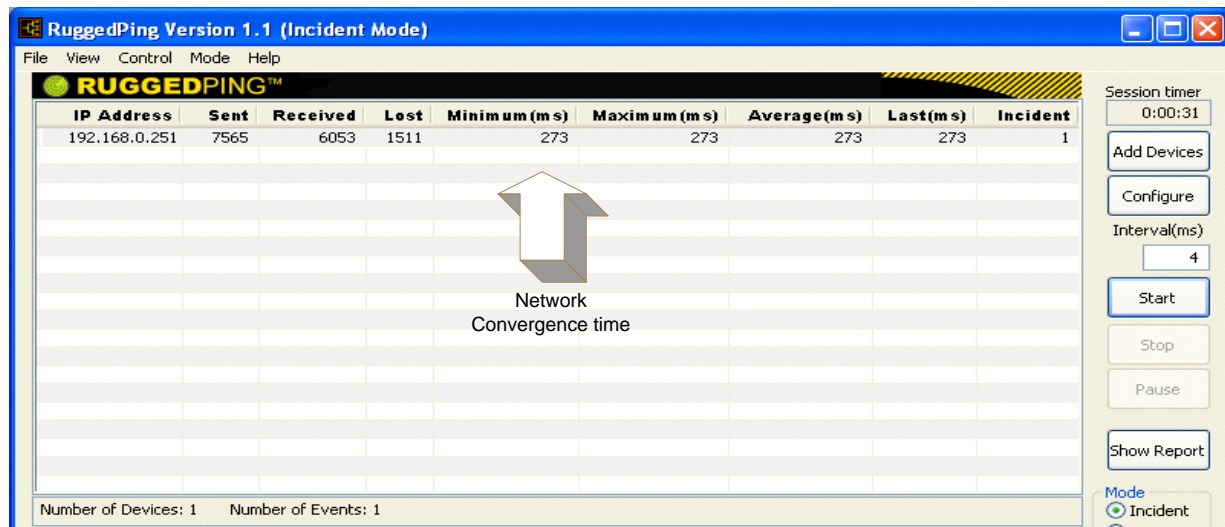 RuggedPing Version 1.1 (Incident Mode)
File View Control Mode Help
RUGGEDPING™
Session timer
0:00:31
IP Address Sent Received Lost Minimum(ms) Maximum(ms) Average(ms) Last(ms) Incident
192.168.0.251 7565 6053 1511 273 273 273 273 1
Add Devices
Configure
Interval(ms)
4
Network
Convergence time
Start
Stop
Pause
Show Report
Mode
Incident
Number of Devices: 1 Number of Events: 1